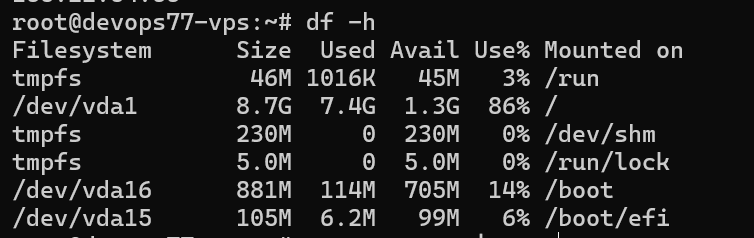 root@devops77-vps:~# df -h
Filesystem      Size  Used Avail Use% Mounted on
tmpfs            46M 1016K   45M   3% /run
/dev/vda1       8.7G  7.4G  1.3G  86% /
tmpfs           230M     0  230M   0% /dev/shm
tmpfs           5.0M     0  5.0M   0% /run/lock
/dev/vda16      881M  114M  705M  14% /boot
/dev/vda15      105M  6.2M   99M   6% /boot/efi